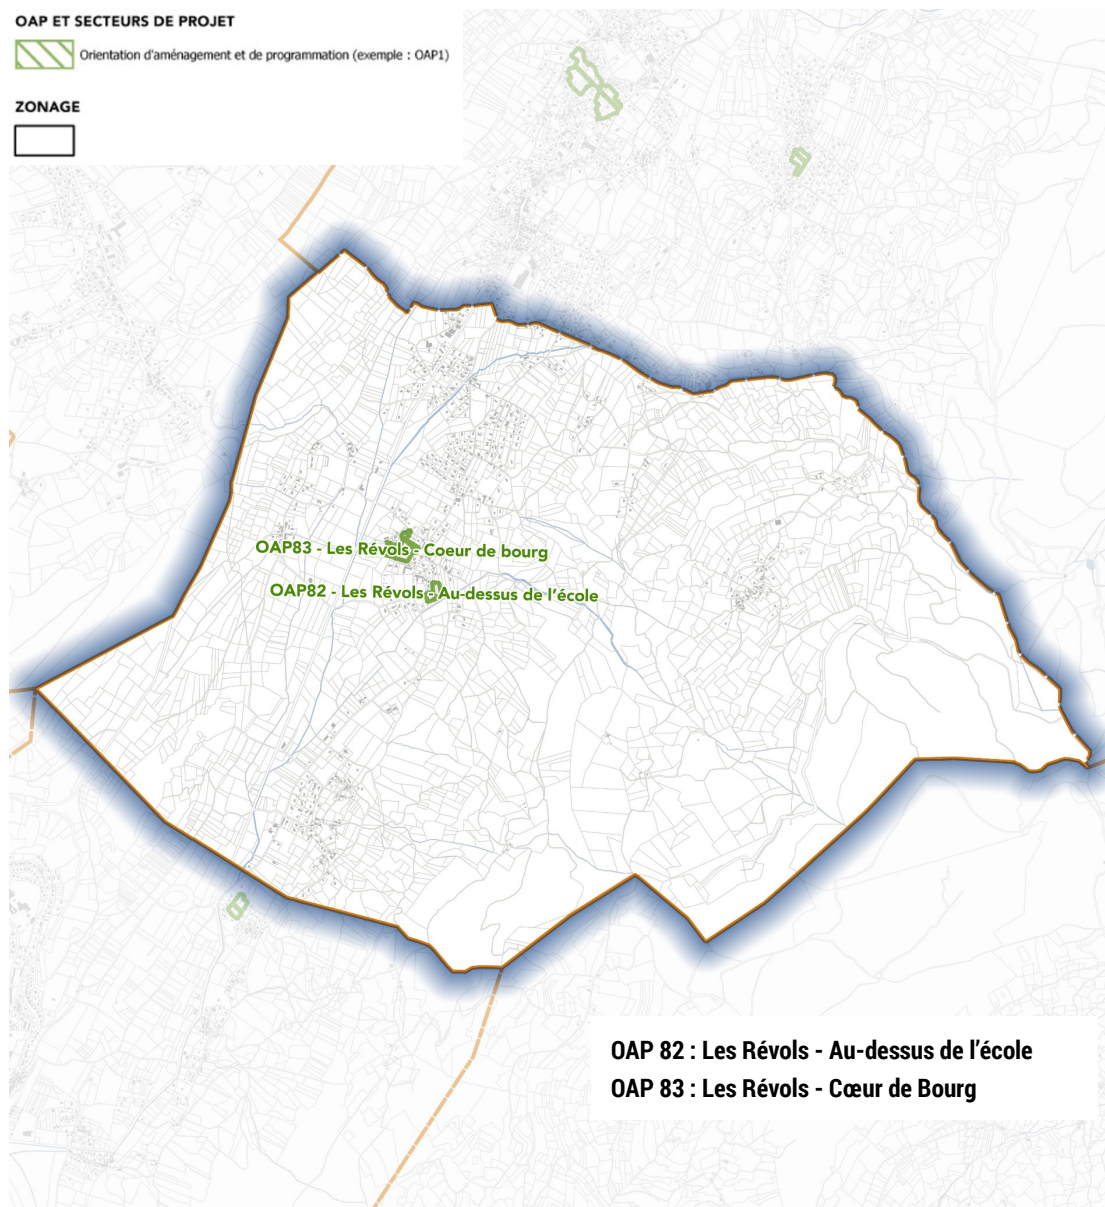 OAP ET SECTEURS DE PROJET
Orientation d'aménagement et de programmation (exemple : OAP1)
ZONAGE
OAP83 - Les Révols - Coeur de bourg
OAP82 - Les Révols - Au-dessus de l'école
OAP 82 : Les Révols - Au-dessus de l'école
OAP 83 : Les Révols - Cœur de Bourg